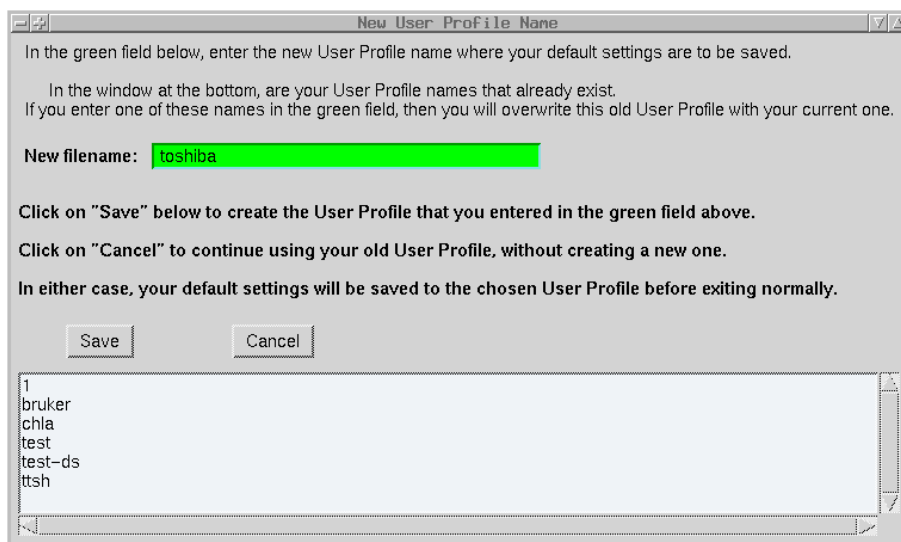 New User Profile Name
In the green field below, enter the new User Profile name where your default settings are to be saved.
In the window at the bottom, are your User Profile names that already exist.
If you enter one of these names in the green field, then you will overwrite this old User Profile with your current one.
New filename: toshiba
Click on "Save" below to create the User Profile that you entered in the green field above.
Click on "Cancel" to continue using your old User Profile, without creating a new one.
In either case, your default settings will be saved to the chosen User Profile before exiting normally.
Save Cancel
1
bruker
chla
test
test-ds
ttsh